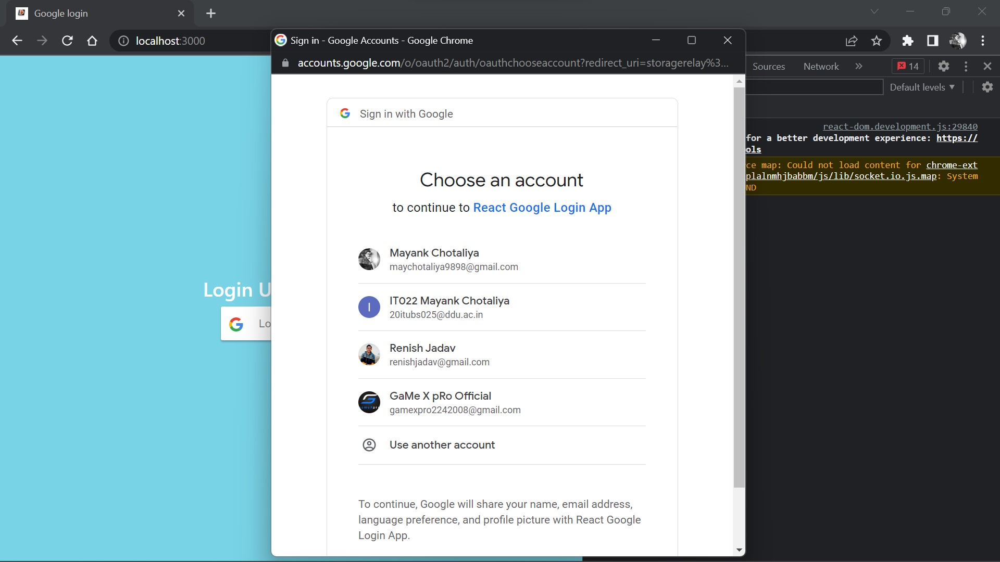 Google login
localhost:3000
Sign in - Google Accounts - Google Chrome
accounts.google.com/o/oauth2/auth/oauthchooseaccount?redirect_uri=storagerelay%3...
Sources Network » 14
Default levels ▼
react-dom.development.js:29840
for a better development experience: https://
ols
ce map: Could not load content for chrome-ext
plalnmhjbabbm/js/lib/socket.io.js.map: System
ND
Login U
Lo
Sign in with Google
Choose an account
to continue to React Google Login App
Mayank Chotaliya
maychotaliya9898@gmail.com
I
IT022 Mayank Chotaliya
20itubs025@ddu.ac.in
Renish Jadav
renishjadav@gmail.com
GaMe X pRo Official
gamexpro2242008@gmail.com
Use another account
To continue, Google will share your name, email address,
language preference, and profile picture with React Google
Login App.